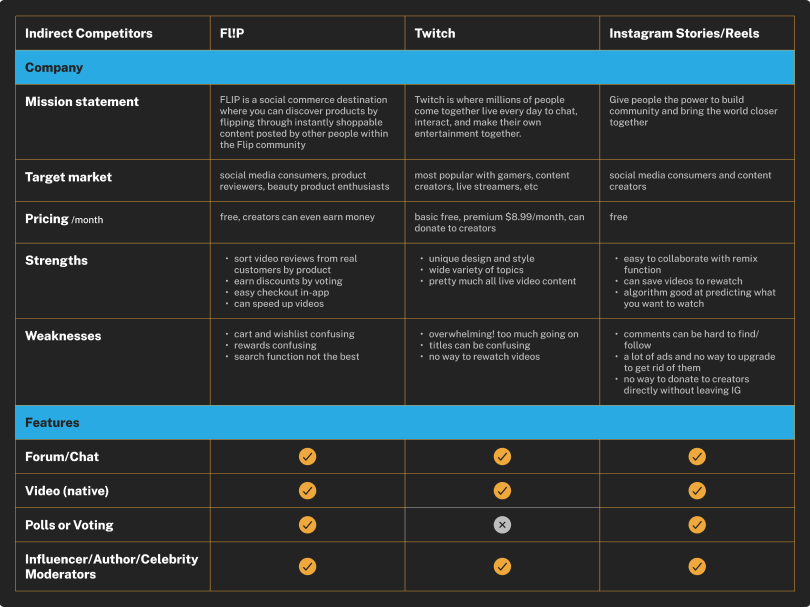 Indirect Competitors
Fl!P
Twitch
Instagram Stories/Reels
Company
Mission statement
FLIP is a social commerce destination
where you can discover products by
flipping through instantly shoppable
content posted by other people within
the Flip community
Twitch is where millions of people
come together live every day to chat,
interact, and make their own
entertainment together.
Give people the power to build
community and bring the world closer
together
Target market
social media consumers, product
reviewers, beauty product enthusiasts
most popular with gamers, content
creators, live streamers, etc
social media consumers and content
creators
Pricing /month
free, creators can even earn money
basic free, premium $8.99/month, can
donate to creators
free
Strengths
• sort video reviews from real
customers by product
• earn discounts by voting
• easy checkout in-app
• can speed up videos
• unique design and style
• wide variety of topics
• pretty much all live video content
• easy to collaborate with remix
function
• can save videos to rewatch
• algorithm good at predicting what
you want to watch
Weaknesses
• cart and wishlist confusing
• rewards confusing
• search function not the best
• overwhelming! too much going on
• titles can be confusing
• no way to rewatch videos
• comments can be hard to find/
follow
• a lot of ads and no way to upgrade
to get rid of them
• no way to donate to creators
directly without leaving IG
Features
Forum/Chat
Video (native)
Polls or Voting
Influencer/Author/Celebrity
Moderators